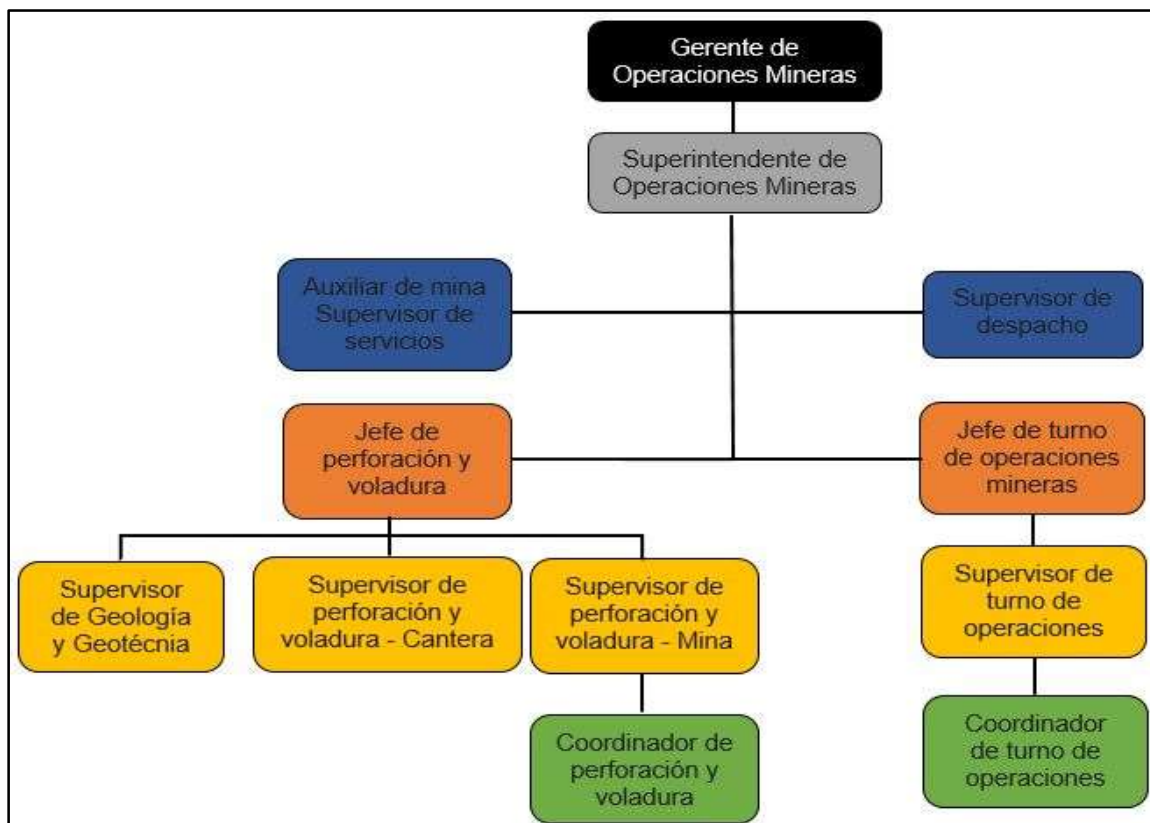 Gerente de
Operaciones Mineras
Superintendente de
Operaciones Mineras
Auxiliar de mina
Supervisor de
servicios
Supervisor de
despacho
Jefe de
perforación y
voladura
Jefe de turno
de operaciones
mineras
Supervisor
de Geología
y Geotécnia
Supervisor de
perforación y
voladura - Cantera
Supervisor de
perforación y
voladura - Mina
Supervisor de
turno de
operaciones
Coordinador de
perforación y
voladura
Coordinador
de turno de
operaciones